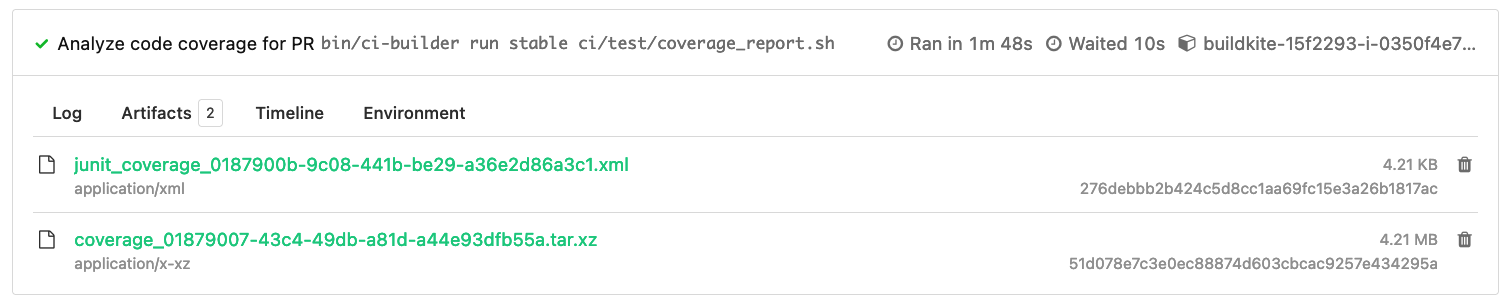 Analyze code coverage for PR bin/ci-builder run stable ci/test/coverage_report.sh Ran in 1m 48s Waited 10s buildkite-15f2293-i-0350f4e7...
Log Artifacts 2 Timeline Environment
junit_coverage_0187900b-9c08-441b-be29-a36e2d86a3c1.xml 4.21 KB
application/xml 276debbb2b424c5d8cc1aa69fc15e3a26b1817ac
coverage_01879007-43c4-49db-a81d-a44e93dfb55a.tar.xz 4.21 MB
application/x-xz 51d078e7c3e0ec88874d603cbcac9257e434295a